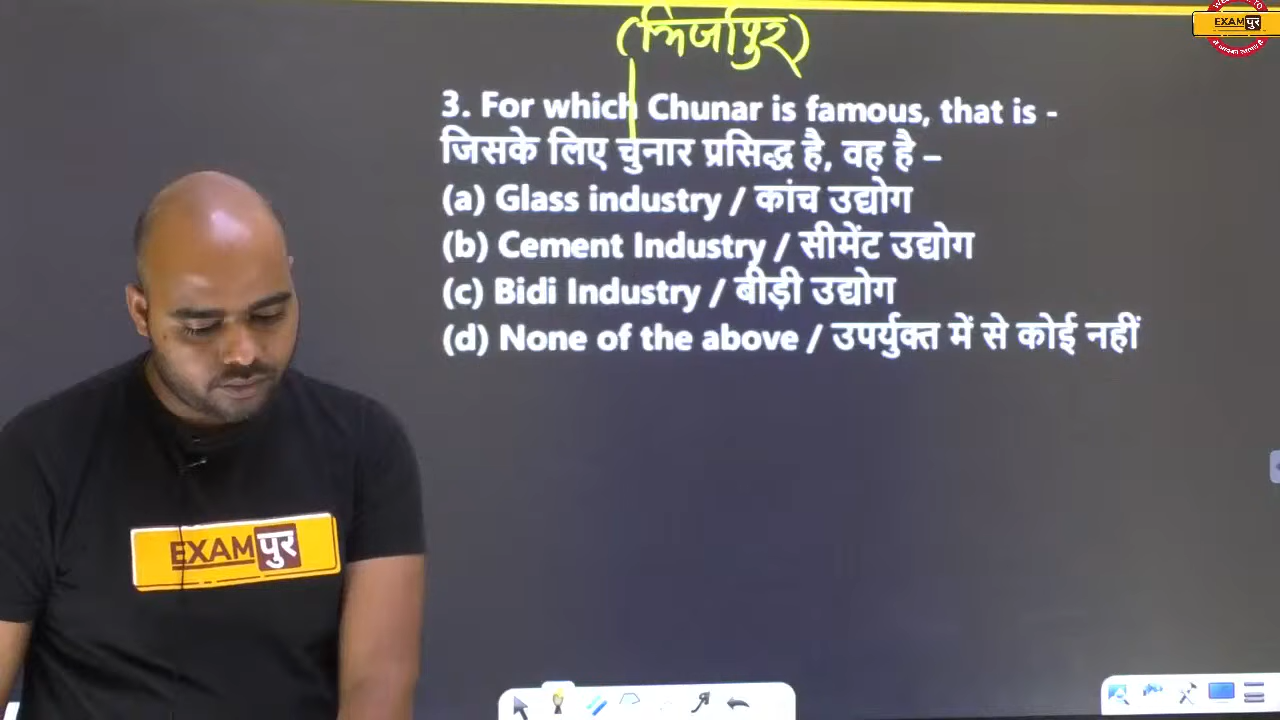 (मिर्जापुर)
EXAMपुर
3. For which Chunar is famous, that is -
जिसके लिए चुनार प्रसिद्ध है, वह है –
(a) Glass industry / कांच उद्योग
(b) Cement Industry / सीमेंट उद्योग
(c) Bidi Industry / बीड़ी उद्योग
(d) None of the above / उपर्युक्त में से कोई नहीं
EXAMपुर